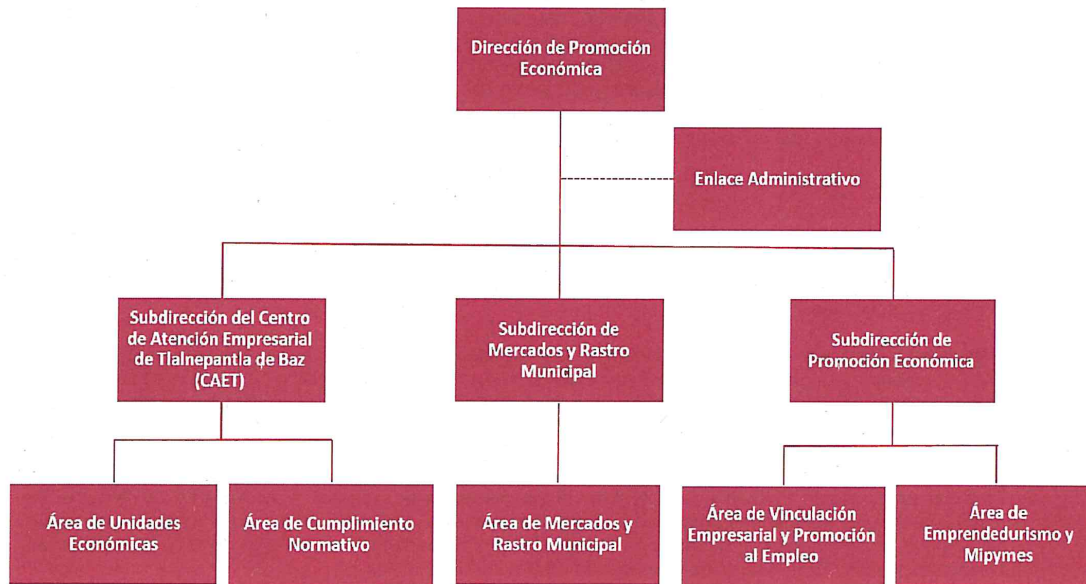 Dirección de Promoción
Económica
Enlace Administrativo
Subdirección del Centro
de Atención Empresarial
de Tlalnepantla de Baz
(CAET)
Subdirección de
Mercados y Rastro
Municipal
Subdirección de
Promoción Económica
Área de Unidades
Económicas
Área de Cumplimiento
Normativo
Área de Mercados y
Rastro Municipal
Área de Vinculación
Empresarial y Promoción
al Empleo
Área de
Emprendedurismo y
Mipymes